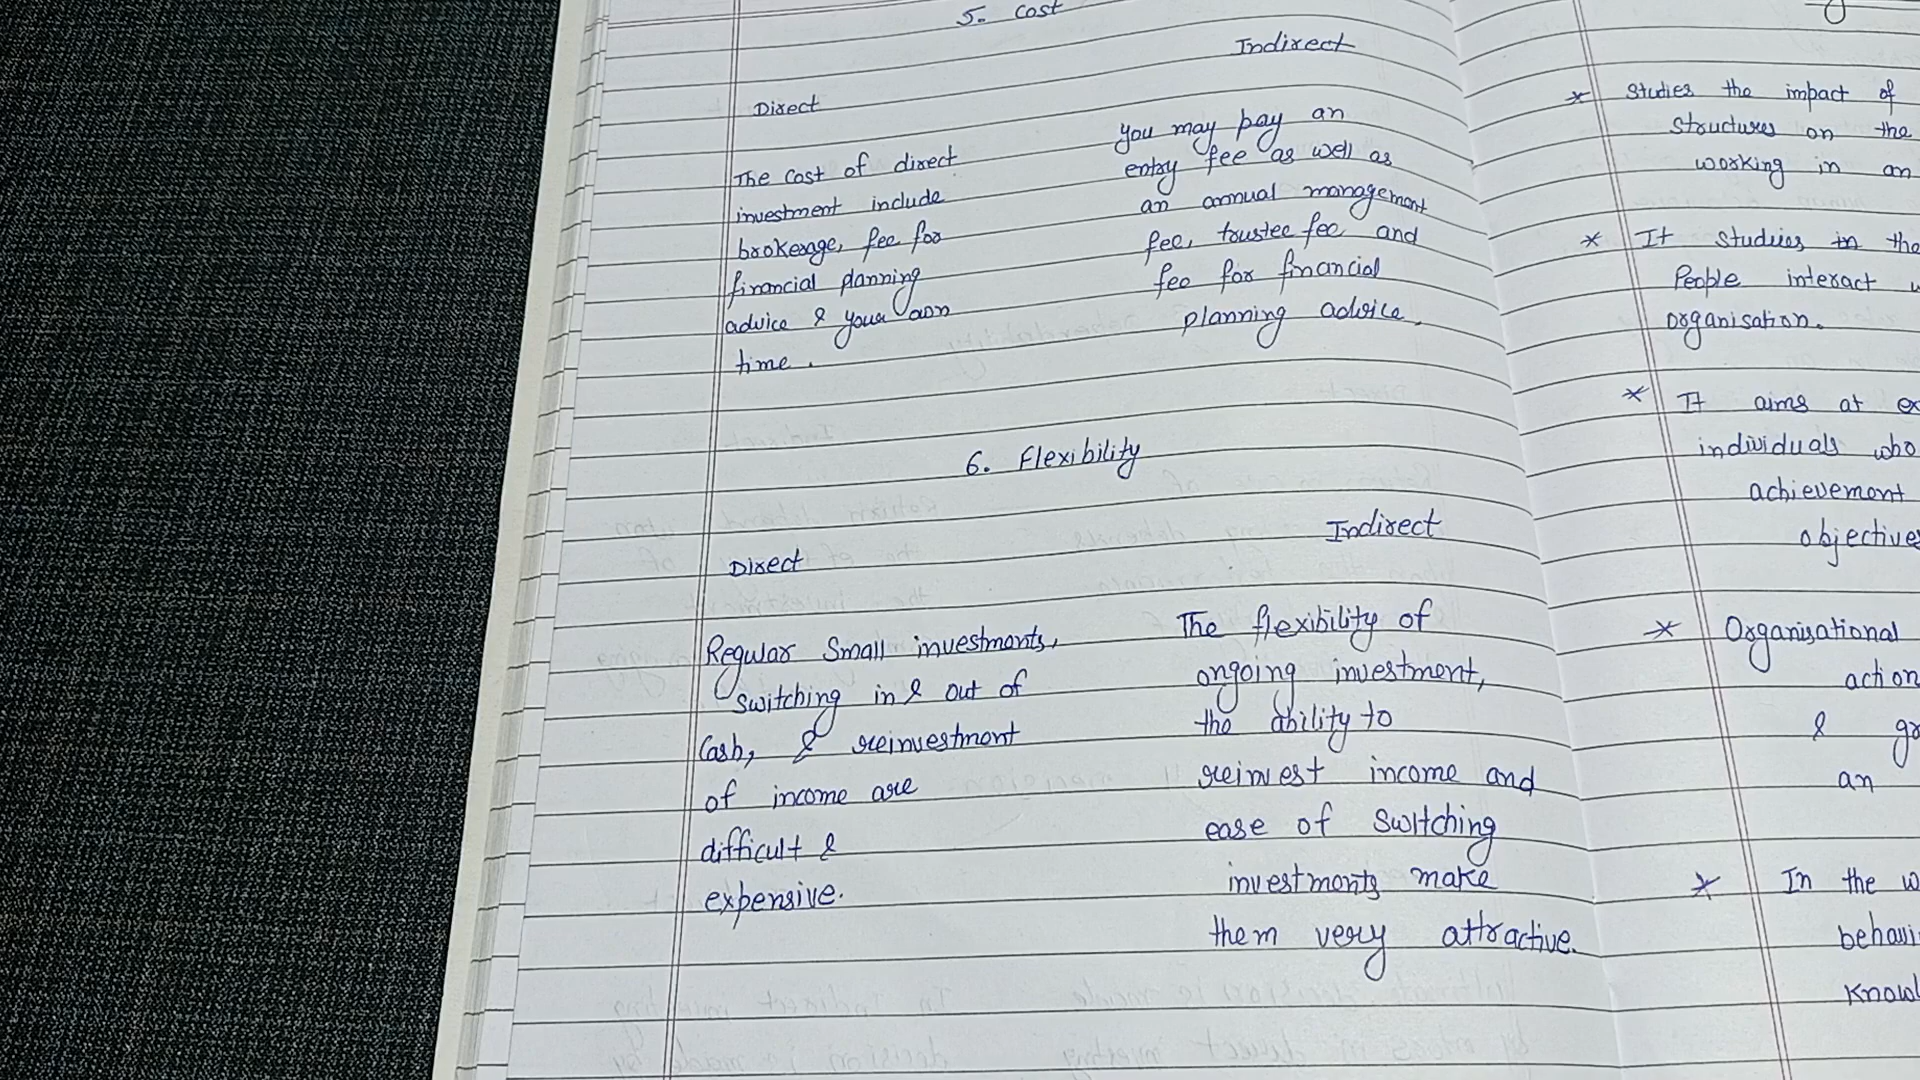 5. Cost
Direct
Indirect
The Cost of direct
investment include
brokerage, fee for
financial planning
advice & your own
time.
you may pay an
entry fee as well as
an annual management
fee, trustee fee and
fee for financial
planning advice.
6. Flexibility
Direct
Indirect
Regular Small investments,
switching in & out of
Cash, & reinvestment
of income are
difficult &
expensive.
The flexibility of
ongoing investment,
the ability to
reinvest income and
ease of switching
investments make
them very attractive.
* Studies the impact of
Structures on the
working in an
* It studies in the
People interact
organisation.
* It aims at
individuals who
achievement
objective
* Organisational
action
&
an
* In the